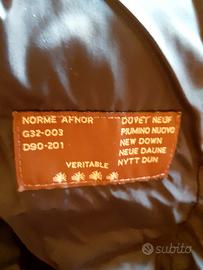 NORME AFNOR
G32-003
D90-201
DUVET NEUF
PIUMINO NUOVO
NEW DOWN
NEUE DAUNE
NYTT DUN
VERITABLE
subito